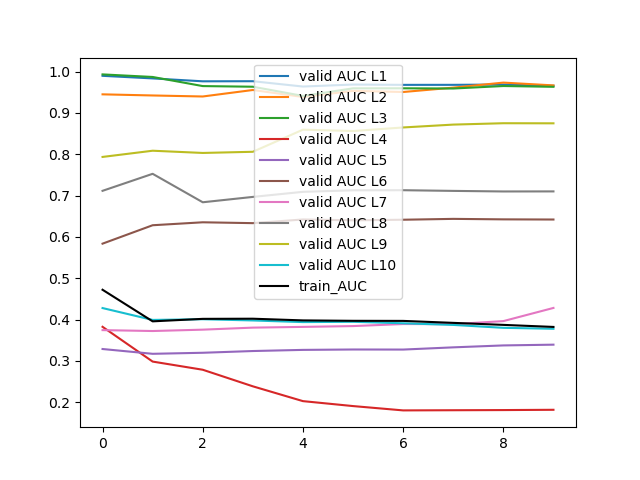 1.0
0.9
0.8
0.7
0.6
0.5
0.4
0.3
0.2
0 2 4 6 8
valid AUC L1
valid AUC L2
valid AUC L3
valid AUC L4
valid AUC L5
valid AUC L6
valid AUC L7
valid AUC L8
valid AUC L9
valid AUC L10
train_AUC